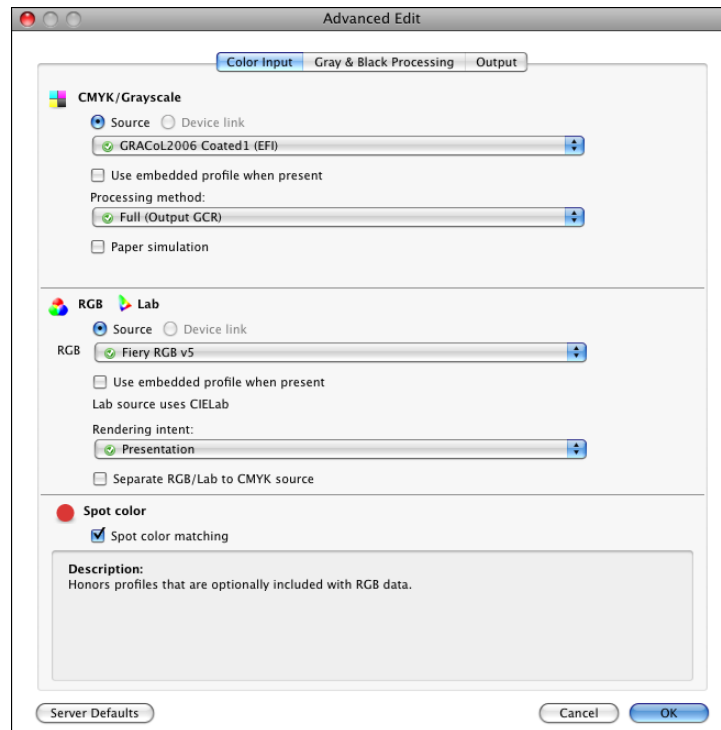 Advanced Edit
Color Input Gray & Black Processing Output
CMYK/Grayscale
Source Device link
GRACoL2006 Coated1 (EFI)
Use embedded profile when present
Processing method:
Full (Output GCR)
Paper simulation
RGB Lab
Source Device link
RGB Fiery RGB v5
Use embedded profile when present
Lab source uses CIELab
Rendering intent:
Presentation
Separate RGB/Lab to CMYK source
Spot color
Spot color matching
Description:
Honors profiles that are optionally included with RGB data.
Server Defaults Cancel OK